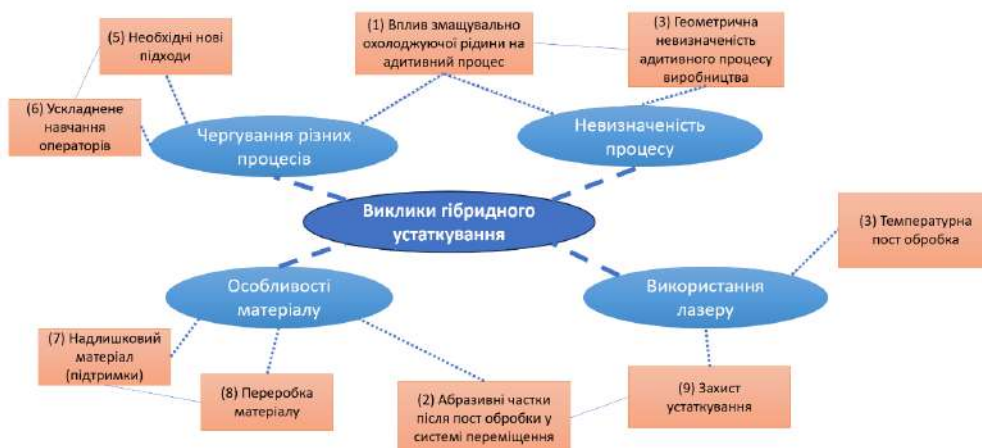 (5) Необхідні нові
підходи
(1) Вплив змащувально
охолоджуючої рідини на
адитивний процес
(3) Геометрична
невизначеність
адитивного процесу
виробництва
(6) Ускладнене
навчання
операторів
Чергування різних
процесів
Невизначеність
процесу
Виклики гібридного
устаткування
(3) Температурна
пост обробка
Особливості
матеріалу
Використання
лазеру
(7) Надлишковий
матеріал
(підтримки)
(8) Переробка
матеріалу
(2) Абразивні частки
після пост обробки у
системі переміщення
(9) Захист
устаткування